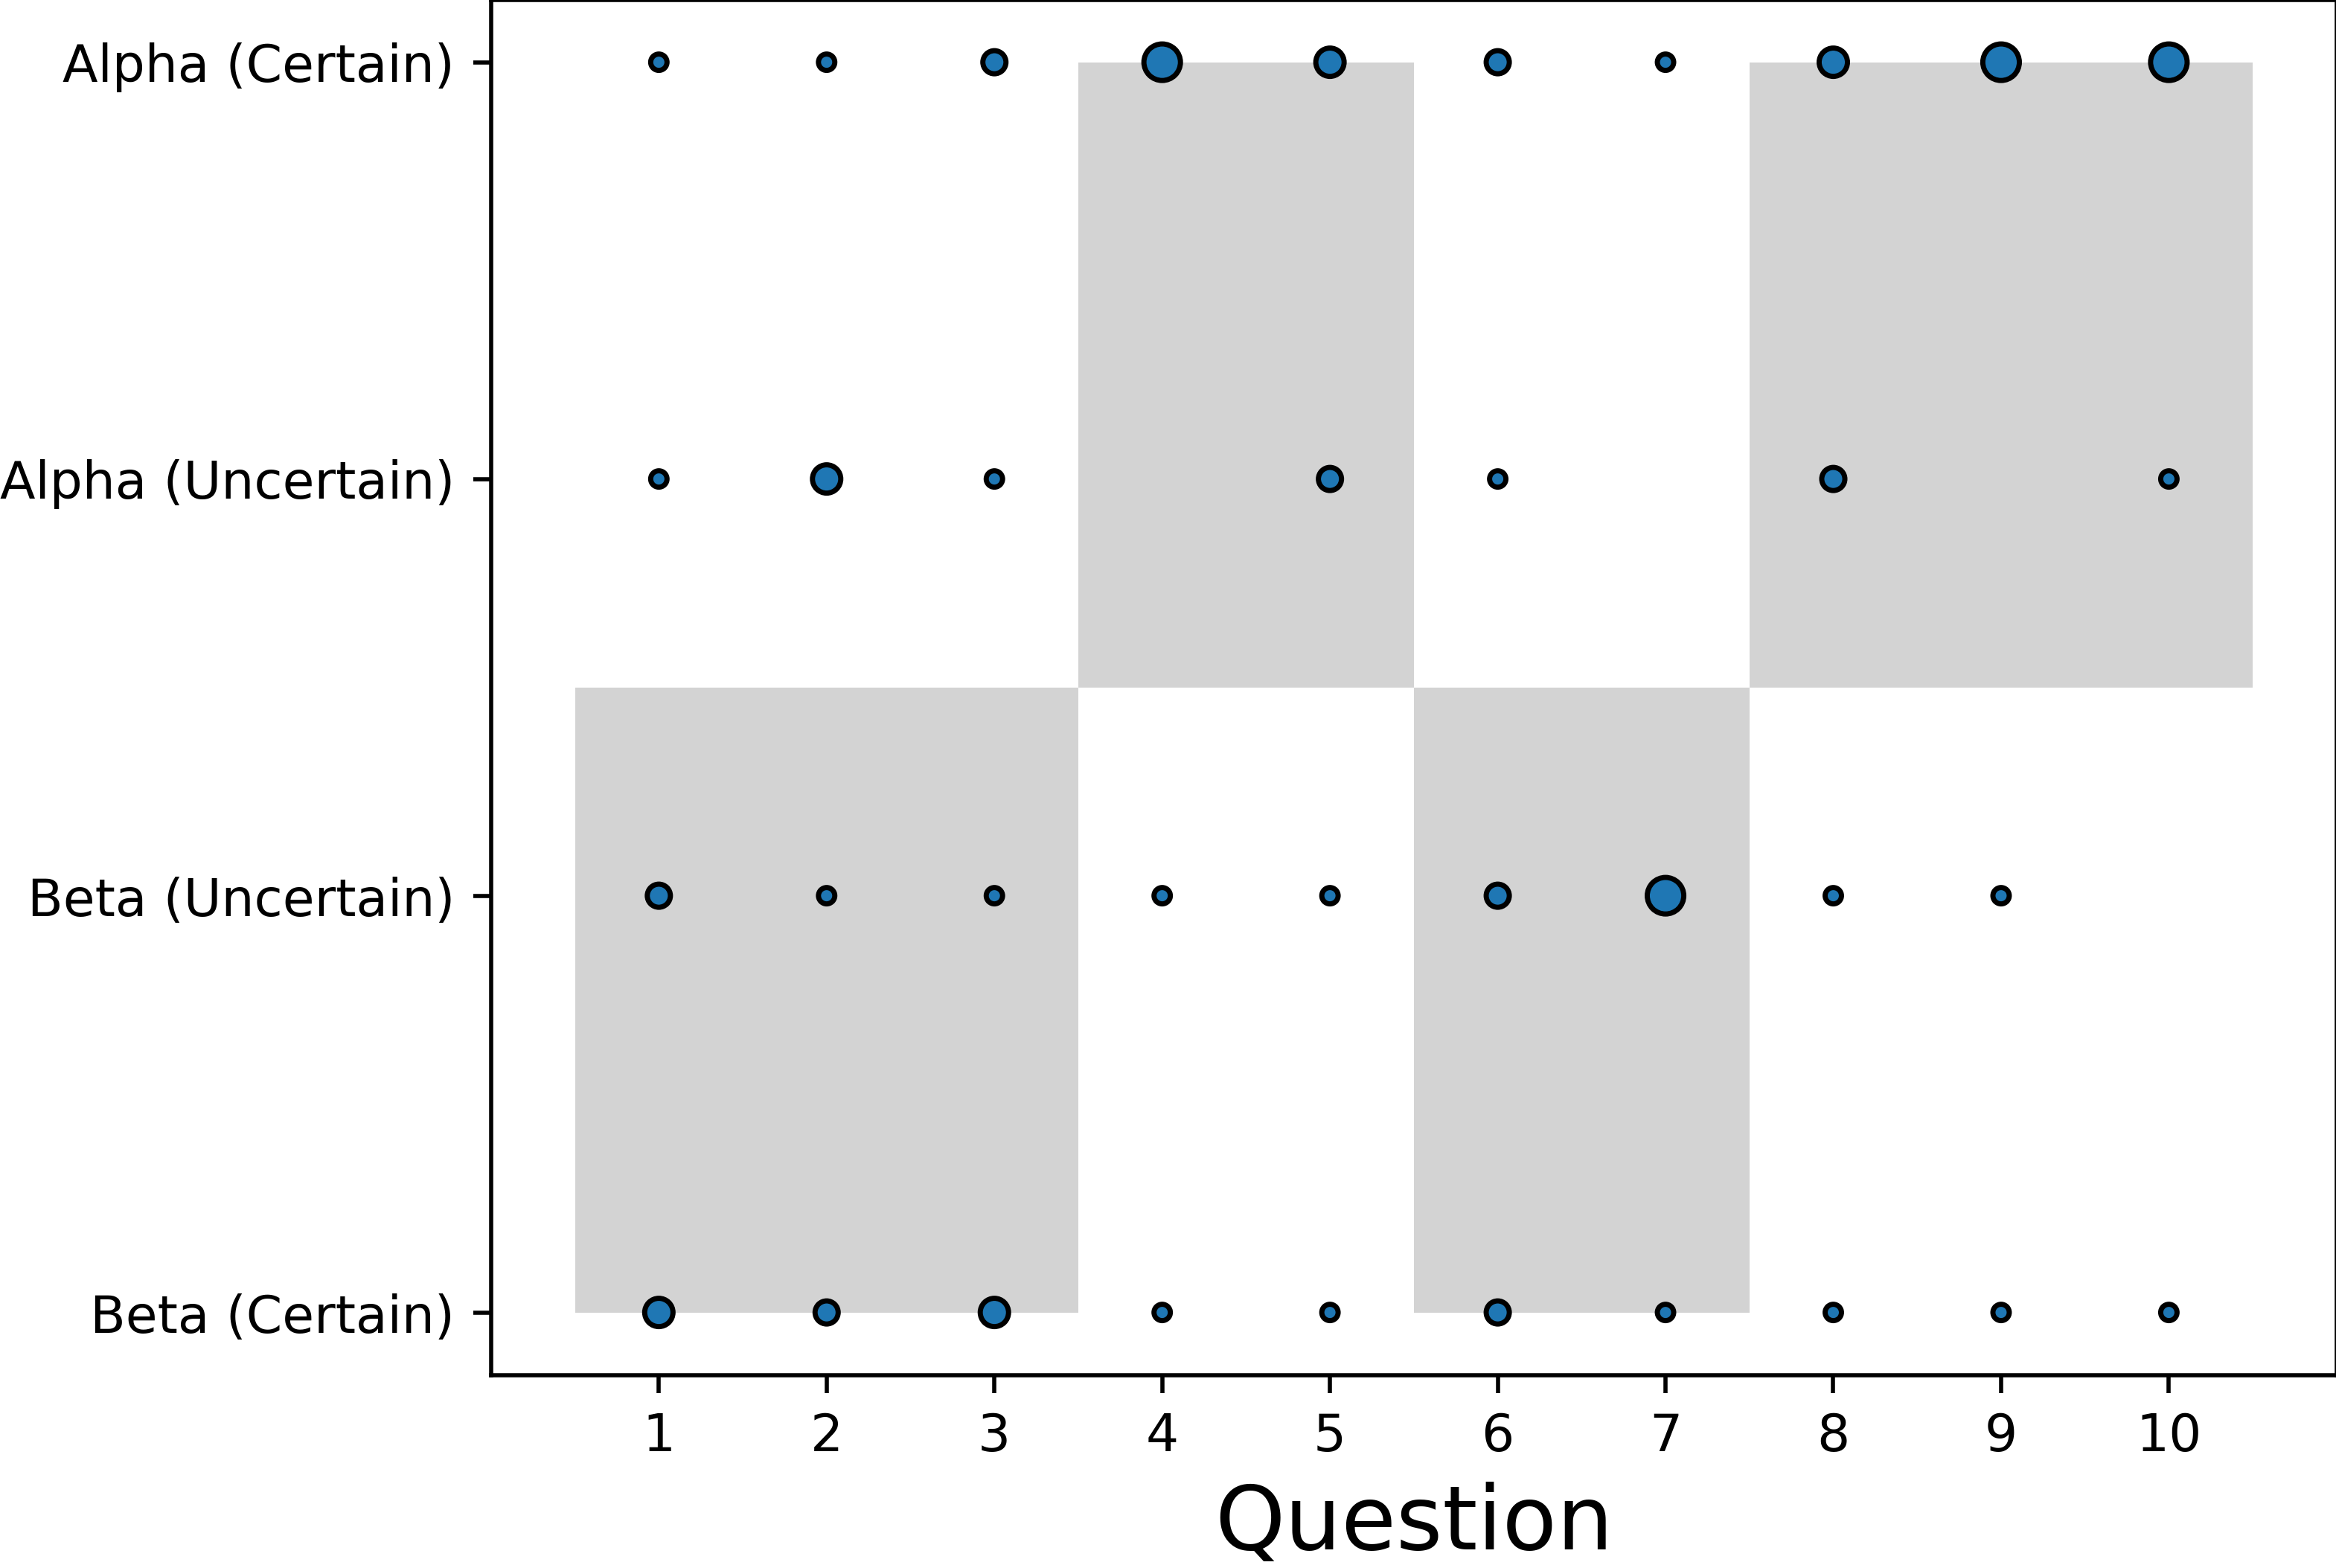 Alpha (Certain)
Alpha (Uncertain)
Beta (Uncertain)
Beta (Certain)
1 2 3 4 5 6 7 8 9 10
Question